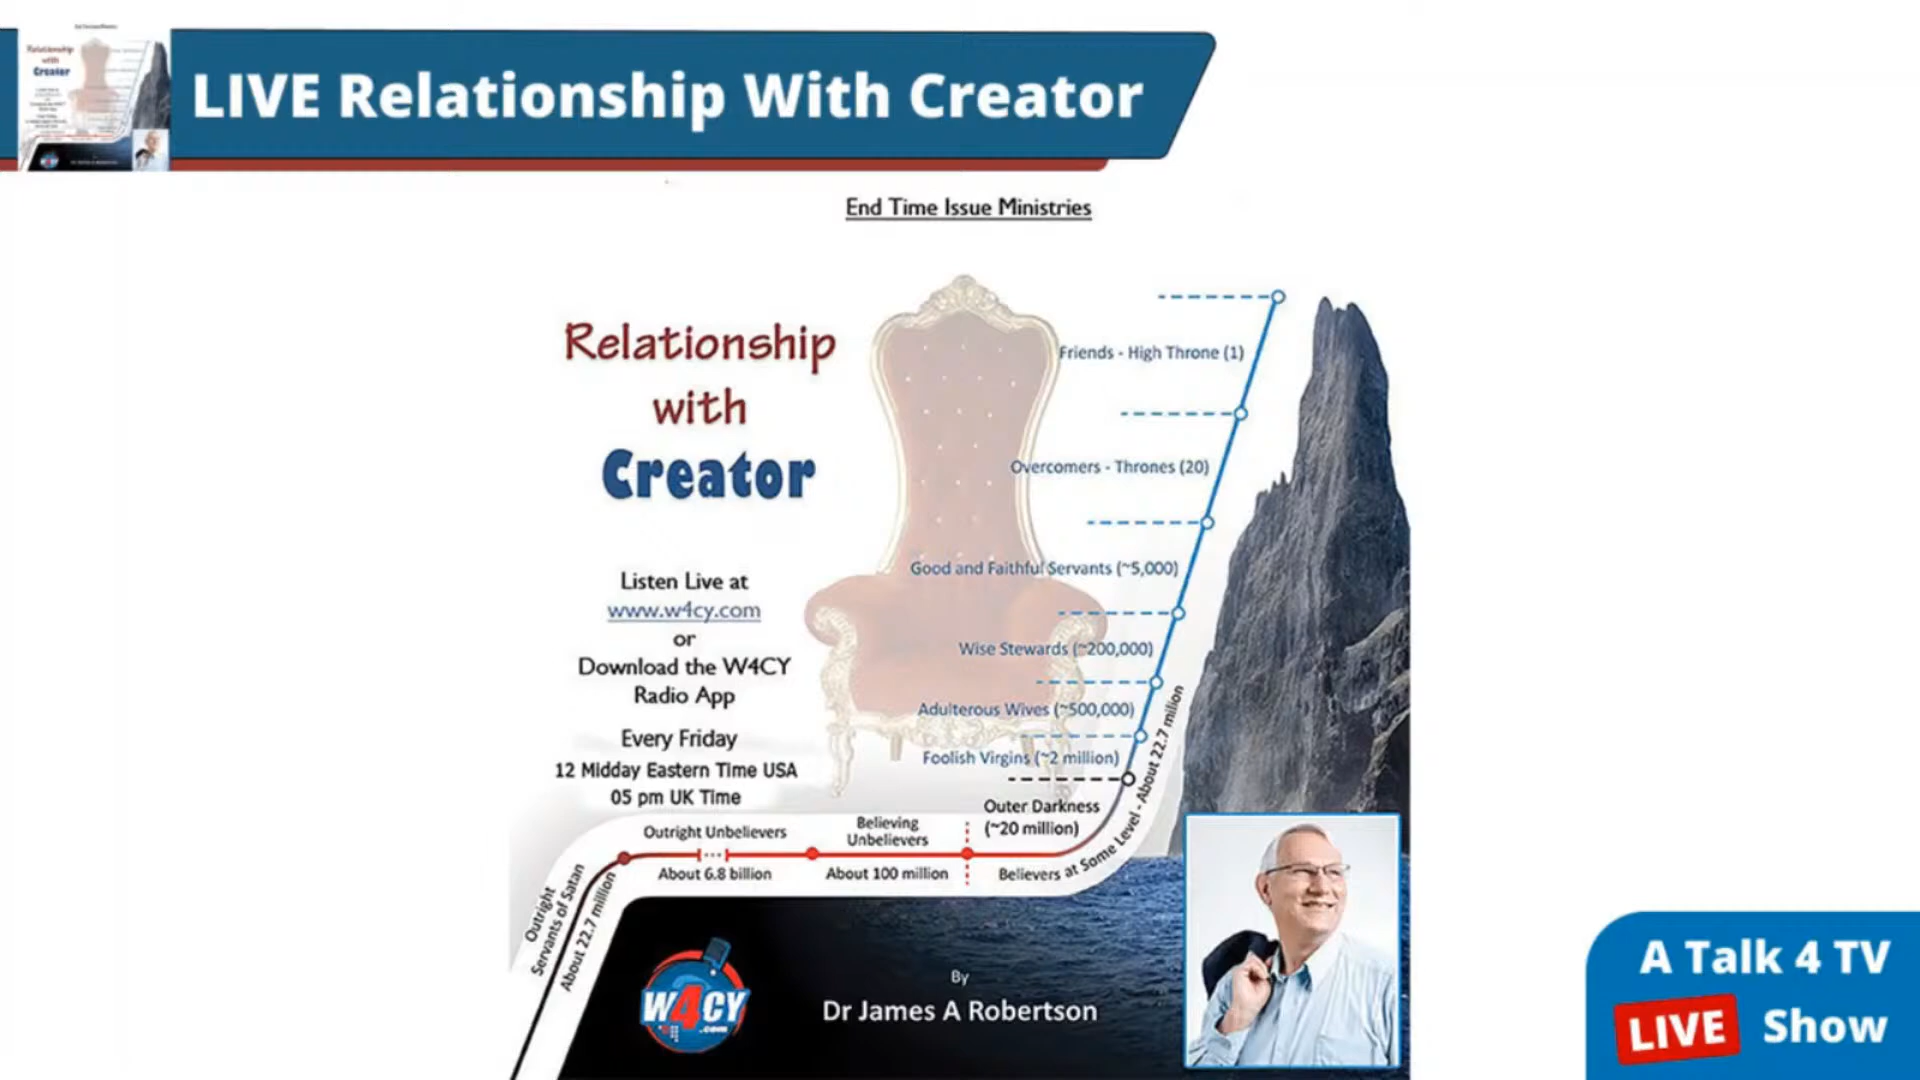 LIVE Relationship With Creator
End Time Issue Ministries
Relationship
with
Creator
Listen Live at
www.w4cy.com
or
Download the W4CY
Radio App
Every Friday
12 Midday Eastern Time USA
05 pm UK Time
Friends - High Throne (1)
Overcomers - Thrones (20)
Good and Faithful Servants (~5,000)
Wise Stewards (~200,000)
Adulterous Wives (~500,000)
Foolish Virgins (~2 million)
Outer Darkness
(~20 million)
Believers at Some Level - About 22.7 milion
Believing
Unbelievers
About 100 million
Outright Unbelievers
About 6.8 billion
Outright
Servants of Satan
About 22.7 million
W4CY
.com
By
Dr James A Robertson
A Talk 4 TV
LIVE Show